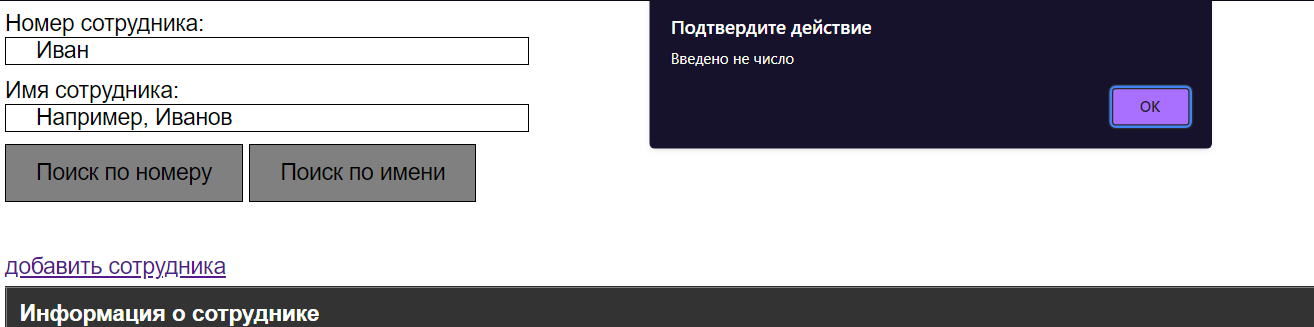 Номер сотрудника:
Иван
Имя сотрудника:
Например, Иванов
Поиск по номеру
Поиск по имени
добавить сотрудника
Информация о сотруднике
Подтвердите действие
Введено не число
ОК